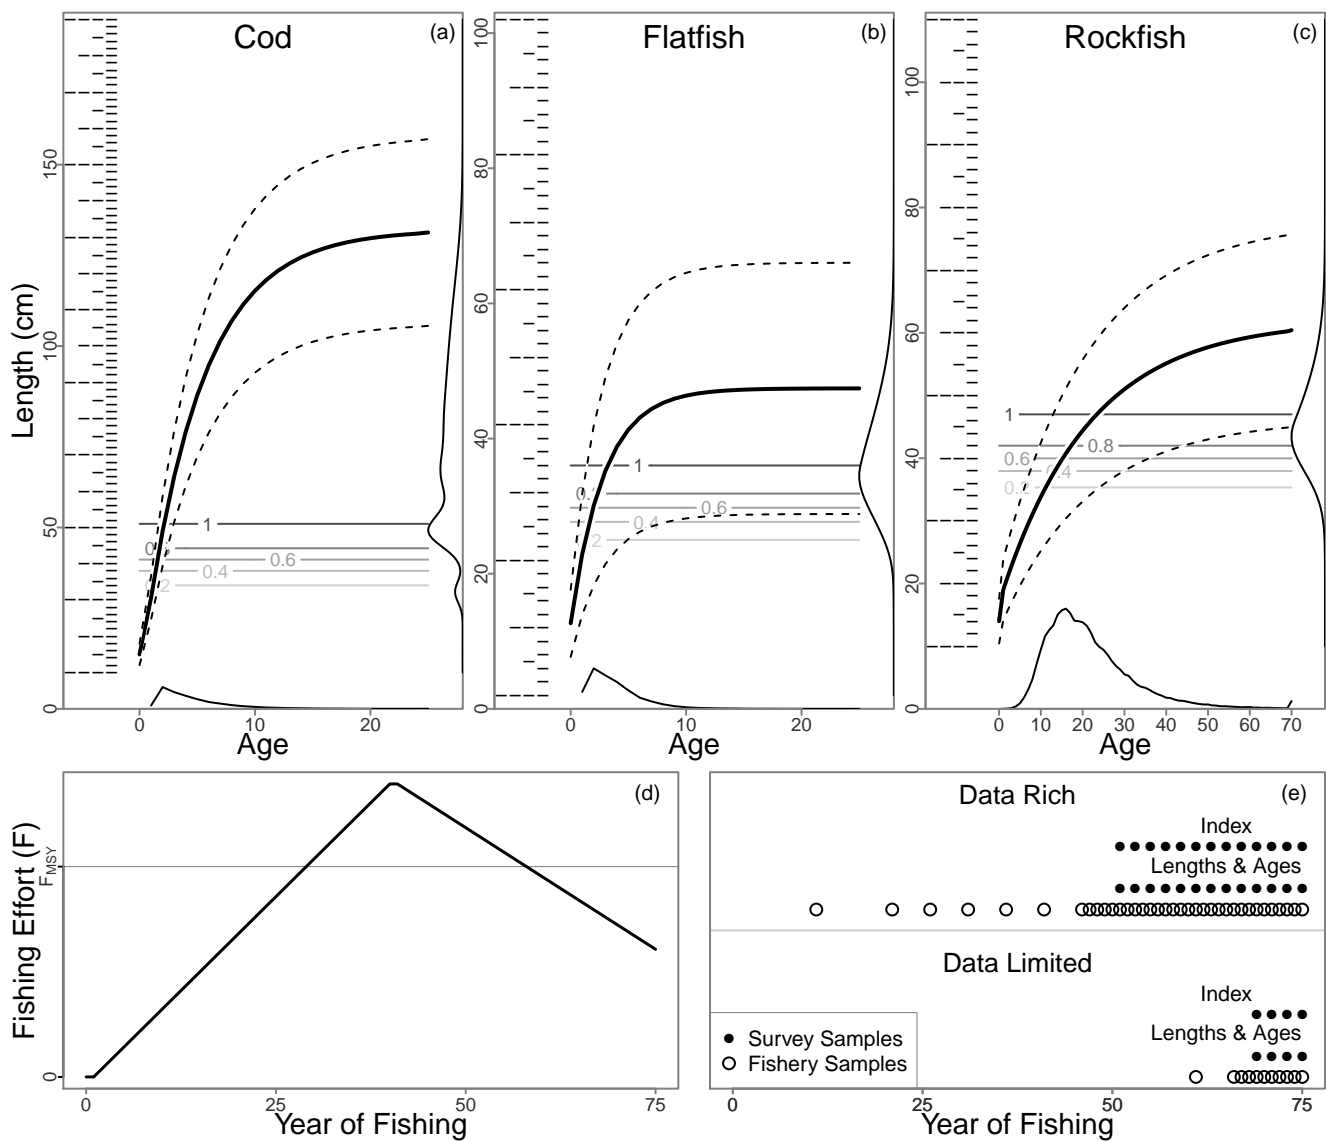 Cod
(a)
Length (cm)
0
50
100
150
1
0.6
0.4
0
10
20
Age
Flatfish
(b)
0
20
40
60
80
100
1
0.6
0.4
2
0
10
20
Age
Rockfish
(c)
0
20
40
60
80
100
1
0.8
0.6
0.4
0.2
0
10
20
30
40
50
60
70
Age
(d)
Fishing Effort (F)
FMSY
0
0
25
50
75
Year of Fishing
Data Rich
(e)
Index
Lengths & Ages
Data Limited
Index
Lengths & Ages
Survey Samples
Fishery Samples
0
25
50
75
Year of Fishing